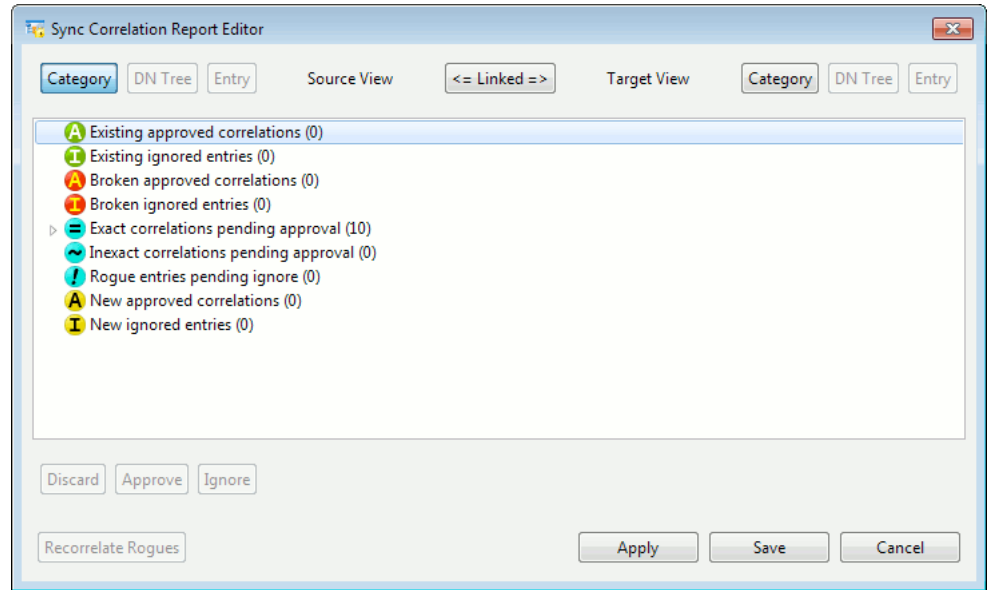 Sync Correlation Report Editor
Category DN Tree Entry Source View <= Linked => Target View Category DN Tree Entry
A Existing approved correlations (0)
I Existing ignored entries (0)
A Broken approved correlations (0)
I Broken ignored entries (0)
= Exact correlations pending approval (10)
~ Inexact correlations pending approval (0)
! Rogue entries pending ignore (0)
A New approved correlations (0)
I New ignored entries (0)
Discard Approve Ignore
Recorrelate Rogues Apply Save Cancel